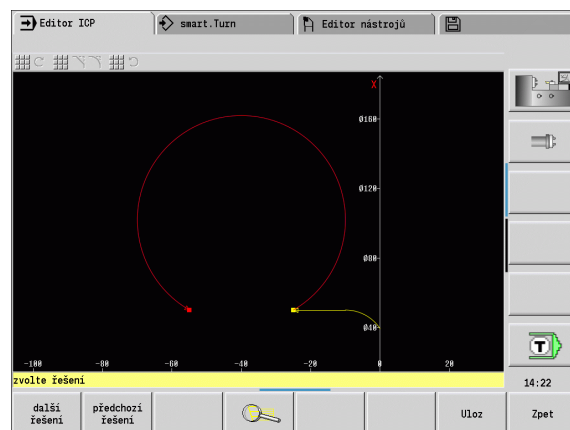 Editor ICP
smart.Turn
Editor nástrojů
X
Ø160
Ø120
Ø80
Ø40
-100 -80 -60 -40 -20 0 20
zvolte řešení
T
14:22
další řešení
předchozí řešení
Uloz
Zpet